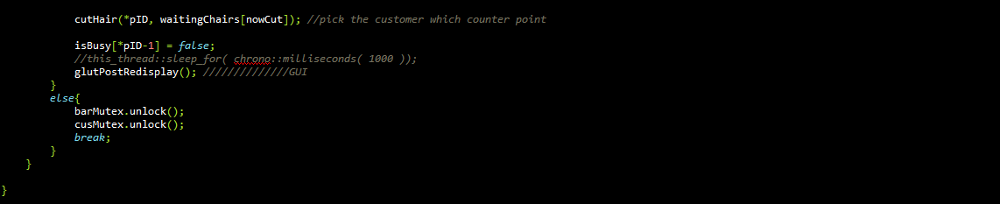 cutHair(*pID, waitingChairs[nowCut]); //pick the customer which counter point
isBusy[*pID-1] = false;
//this_thread::sleep_for( chrono::milliseconds( 1000 ));
glutPostRedisplay(); //////////////GUI
}
else{
barMutex.unlock();
cusMutex.unlock();
break;
}
}
}